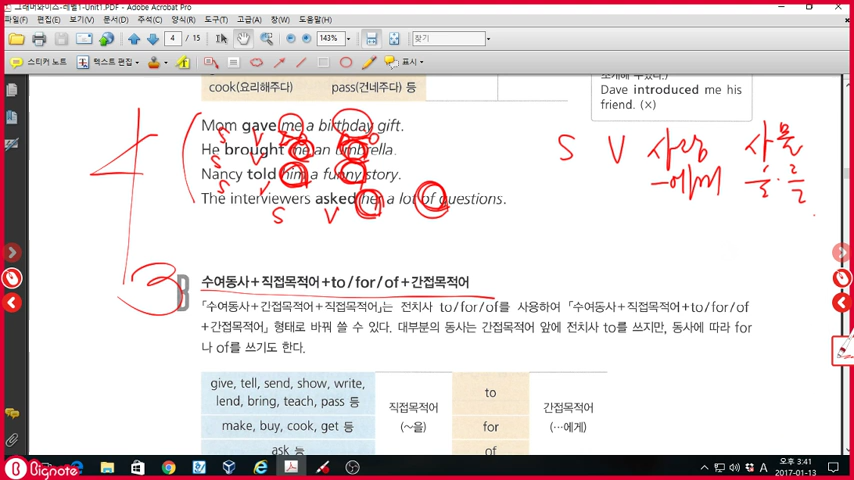 그래머와이즈-레벨1-Unit1.PDF - Adobe Acrobat Pro
파일(F) 편집(E) 보기(V) 문서(D) 주석(C) 양식(R) 도구(T) 고급(A) 창(W) 도움말(H)
4 / 15 143% 찾기
스티커 노트 텍스트 편집 표시
cook(요리해주다) pass(건네주다) 등
Dave introduced me his
friend. (×)
Mom gave me a birthday gift.
He brought me an umbrella.
Nancy told him a funny story.
The interviewers asked her a lot of questions.
S V
S V
S V
S V
S V 사람 사물
-에게 을.를
4
3
B 수여동사+직접목적어+to/for/of+간접목적어
「수여동사+간접목적어+직접목적어」는 전치사 to/for/of를 사용하여 「수여동사+직접목적어+to/for/of
+간접목적어」 형태로 바꿔 쓸 수 있다. 대부분의 동사는 간접목적어 앞에 전치사 to를 쓰지만, 동사에 따라 for
나 of를 쓰기도 한다.
give, tell, send, show, write,
lend, bring, teach, pass 등
직접목적어
(~을)
to
간접목적어
(…에게)
make, buy, cook, get 등
for
ask 등
of
Bignote
A 오후 3:41
2017-01-13